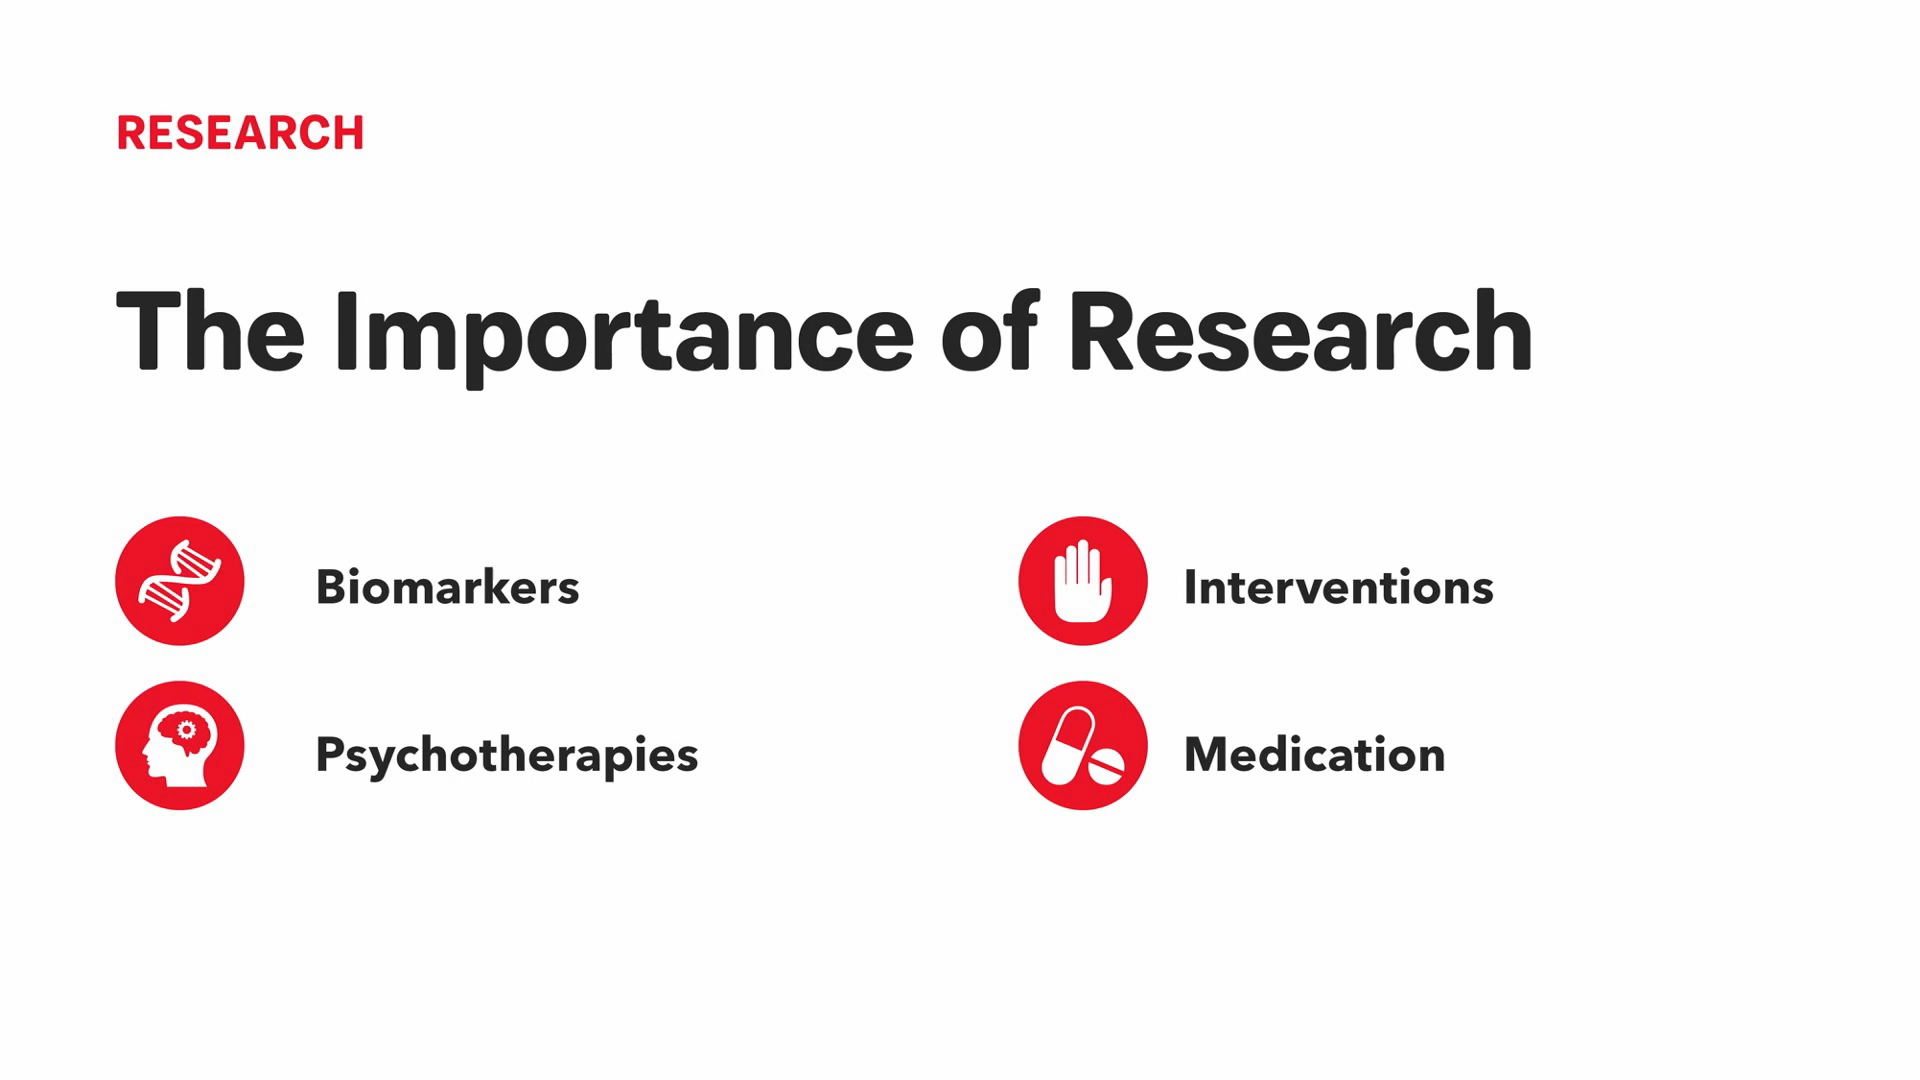 RESEARCH
The Importance of Research
Biomarkers
Interventions
Psychotherapies
Medication